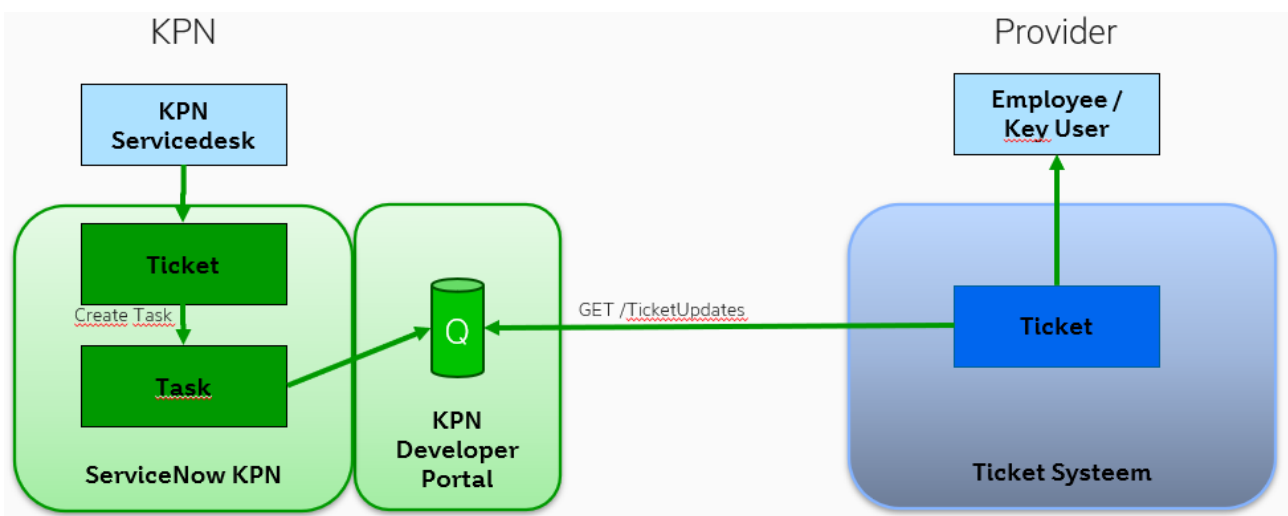 KPN
Provider
KPN
Servicedesk
Employee /
Key User
Ticket
Create Task
Task
ServiceNow KPN
Q
KPN
Developer
Portal
GET /TicketUpdates
Ticket
Ticket Systeem